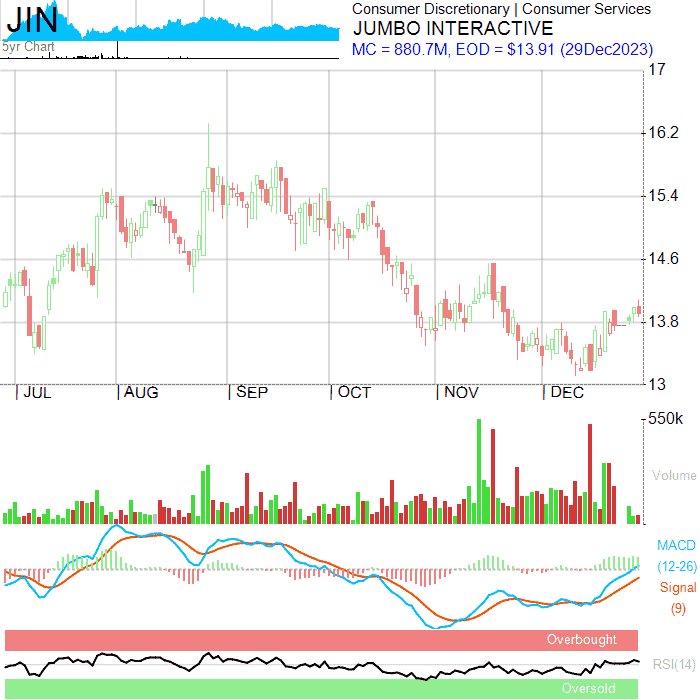 JIN
5yr Chart
Consumer Discretionary | Consumer Services
JUMBO INTERACTIVE
MC = 880.7M, EOD = $13.91 (29Dec2023)
17
16.2
15.4
14.6
13.8
13
JUL AUG SEP OCT NOV DEC
550k
Volume
MACD
(12-26)
Signal
(9)
Overbought
RSI(14)
Oversold